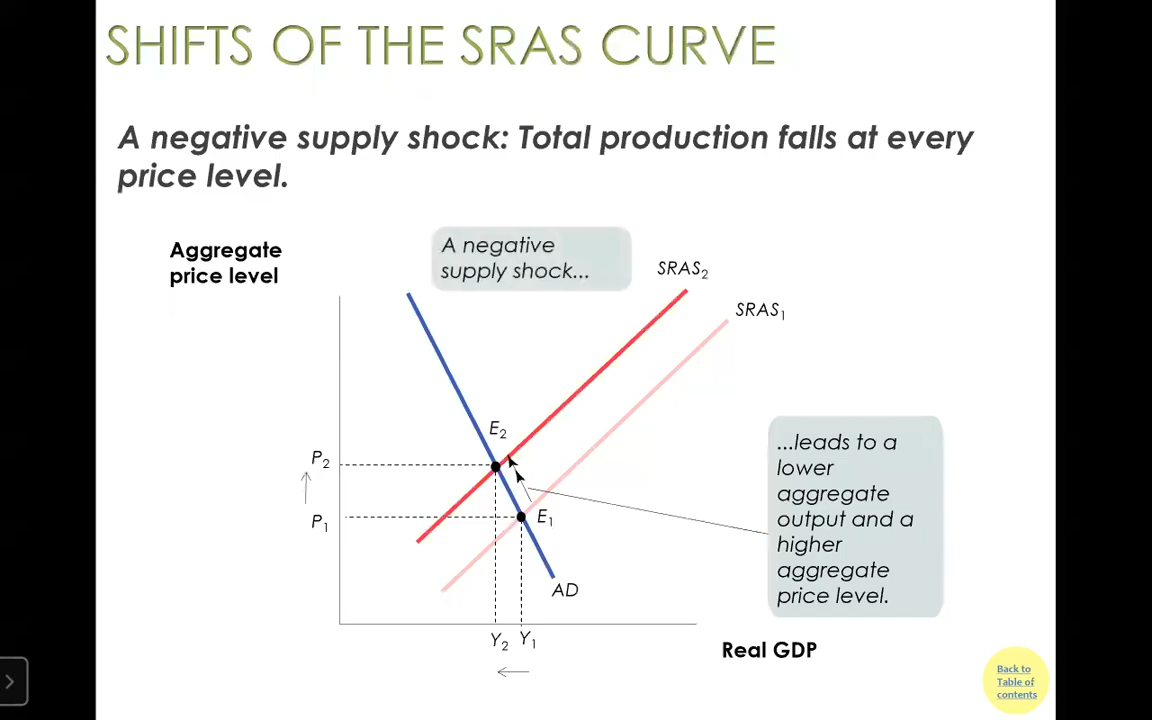 SHIFTS OF THE SRAS CURVE
A negative supply shock: Total production falls at every
price level.
Aggregate
price level
A negative
supply shock...
SRAS₂
SRAS₁
E₂
P₂
...leads to a
lower
aggregate
output and a
higher
aggregate
price level.
P₁
E₁
AD
Y₂ Y₁
Real GDP
Back to
Table of
contents